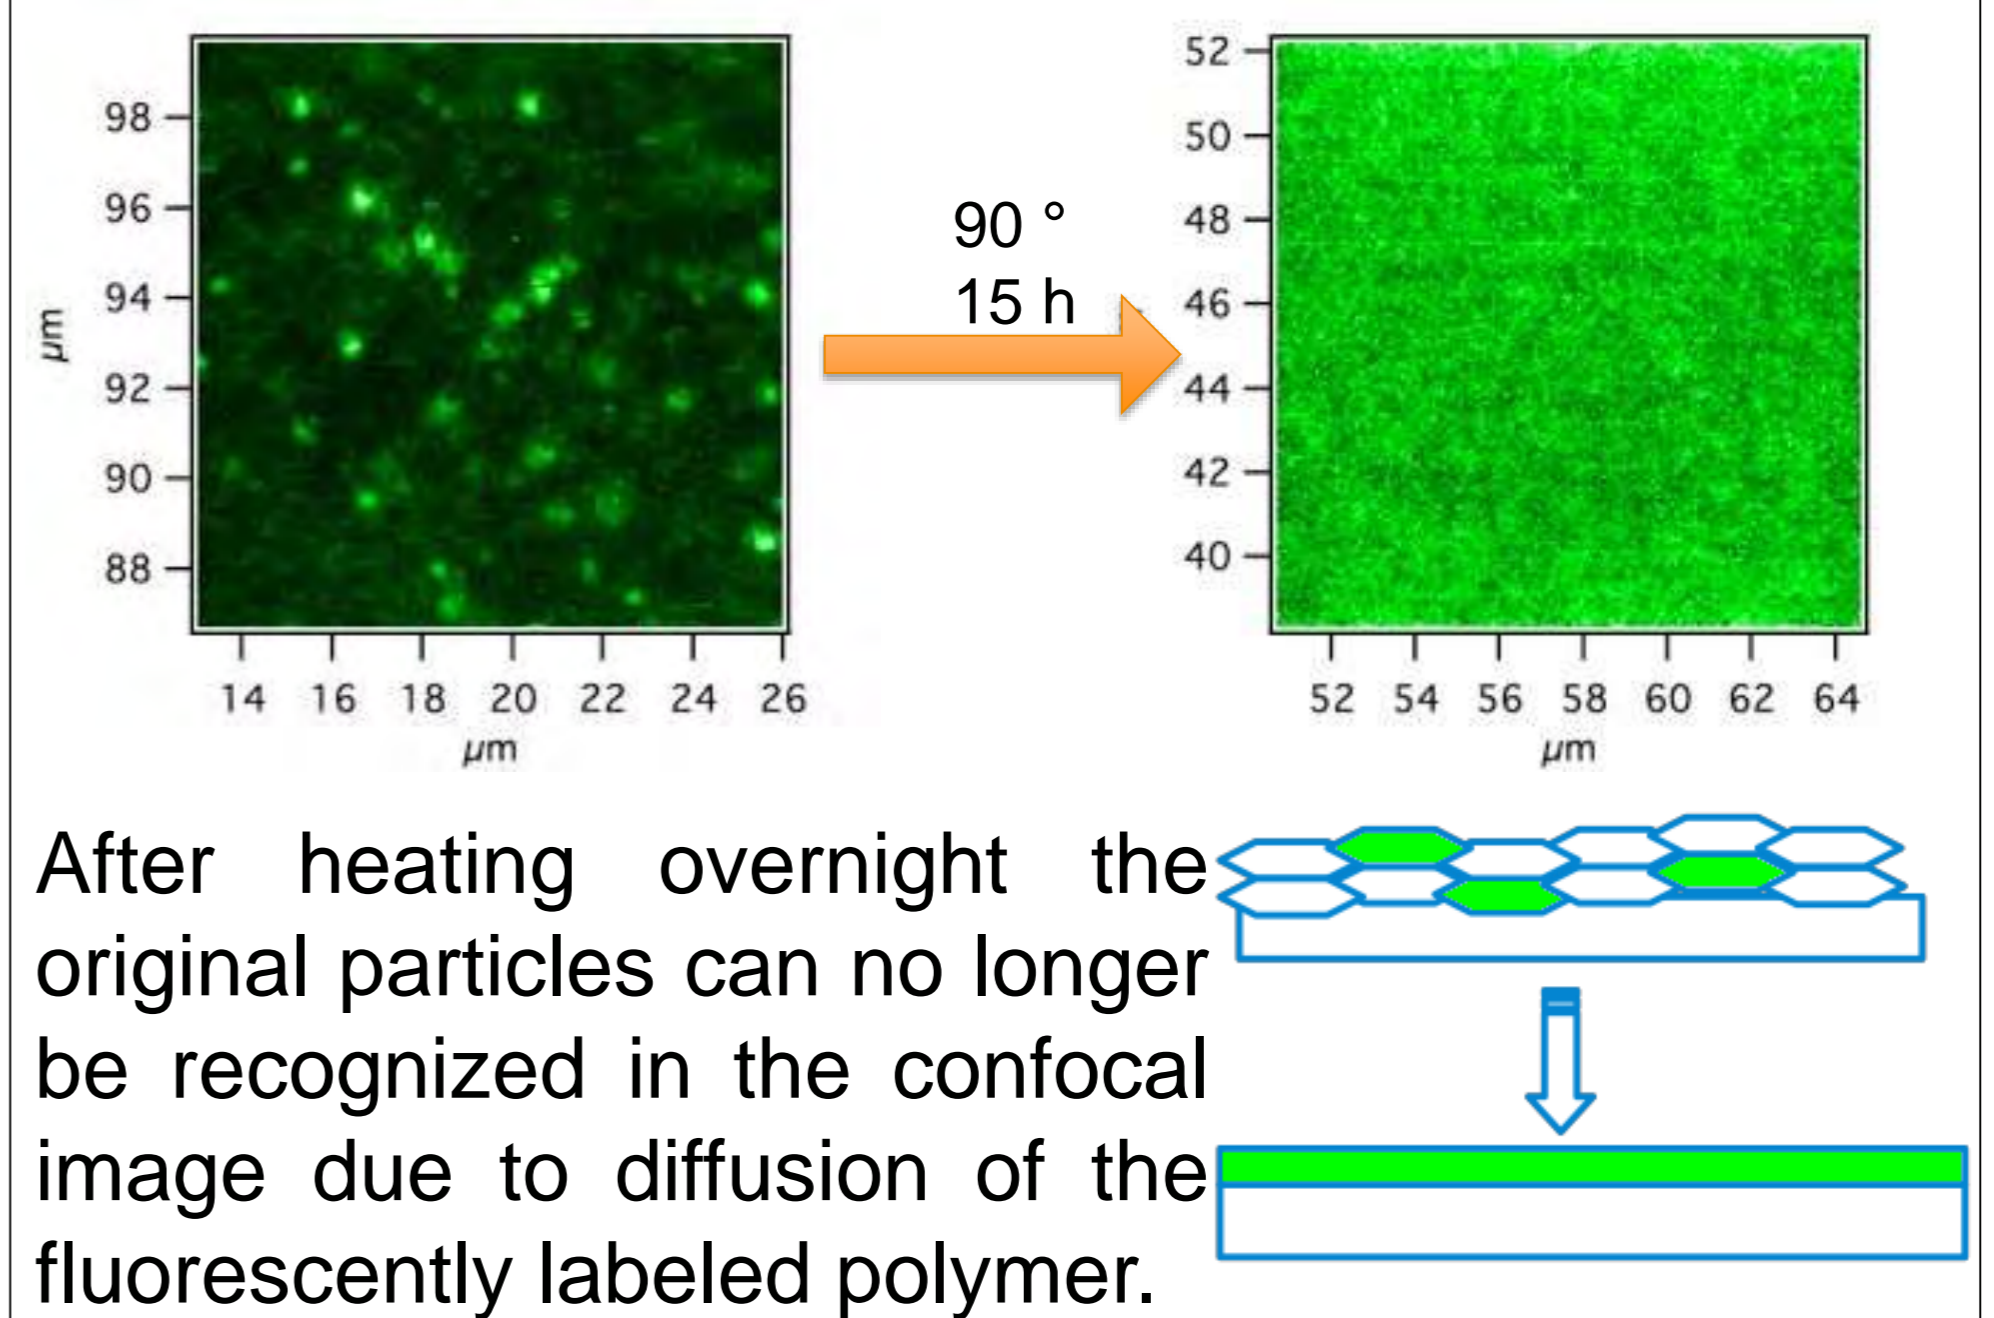 98
96
94
92
90
88
µm
14 16 18 20 22 24 26
µm
90 °
15 h
52
50
48
46
44
42
40
52 54 56 58 60 62 64
µm
After heating overnight the
original particles can no longer
be recognized in the confocal
image due to diffusion of the
fluorescently labeled polymer.